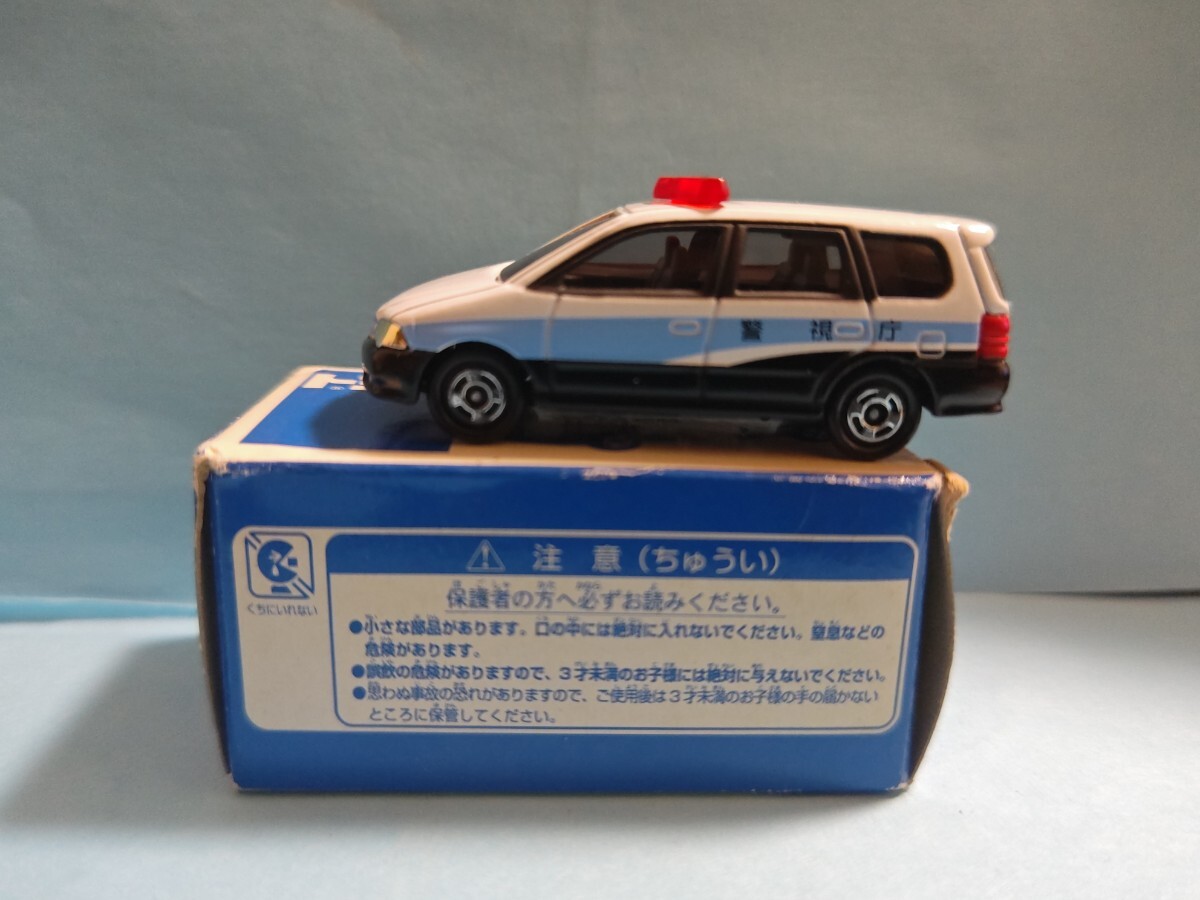 警視庁
注意(ちゅうい)
保護者の方へ必ずお読みください。
●小さな部品があります。口の中には絶対に入れないでください。窒息などの
危険があります。
●誤飲の危険がありますので、3才未満のお子様には絶対に与えないでください。
●思わぬ事故の恐れがありますので、ご使用後は3才未満のお子様の手の届かない
ところに保管してください。
くちにいれない